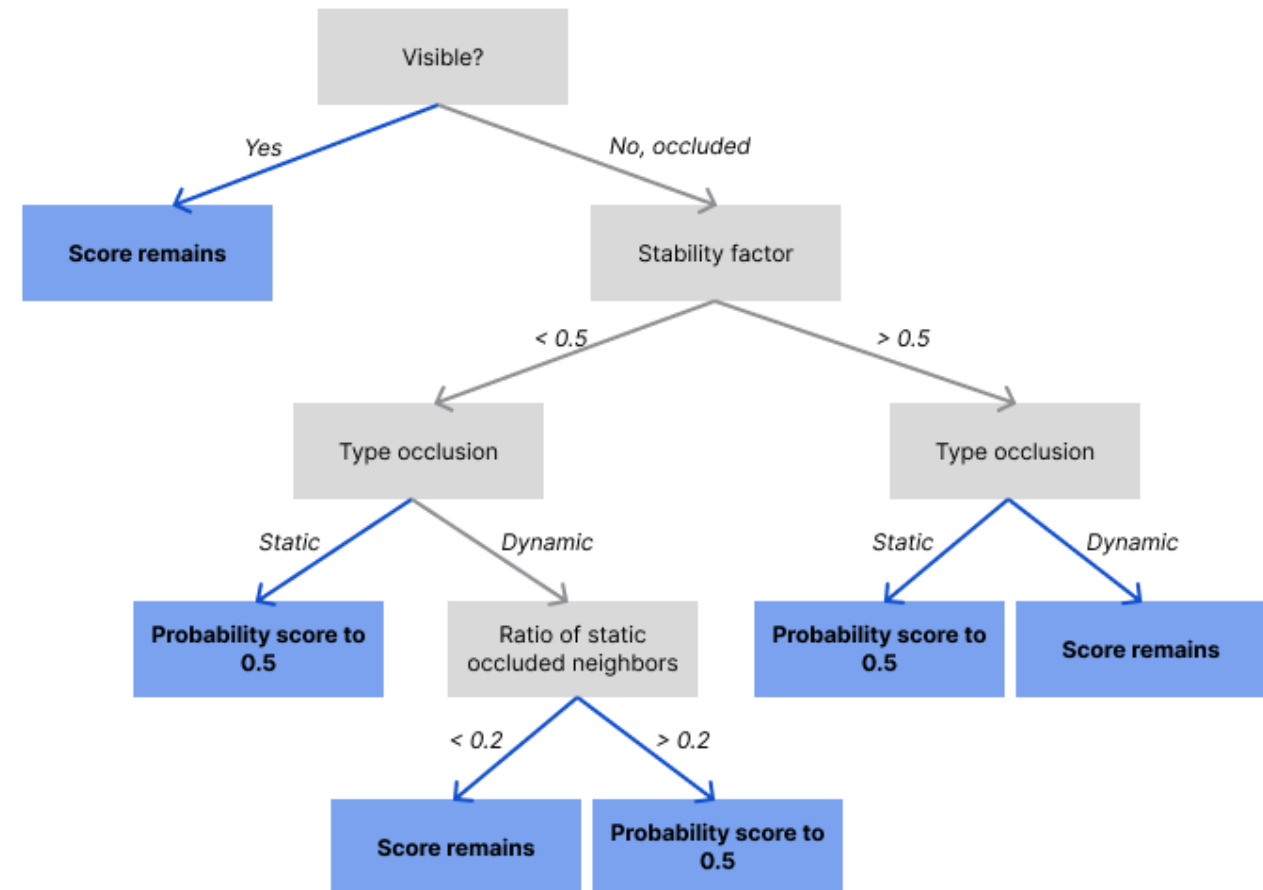 Visible?
Yes
No, occluded
Score remains
Stability factor
< 0.5
> 0.5
Type occlusion
Type occlusion
Static
Dynamic
Static
Dynamic
Probability score to
0.5
Ratio of static
occluded neighbors
Probability score to
0.5
Score remains
< 0.2
> 0.2
Score remains
Probability score to
0.5